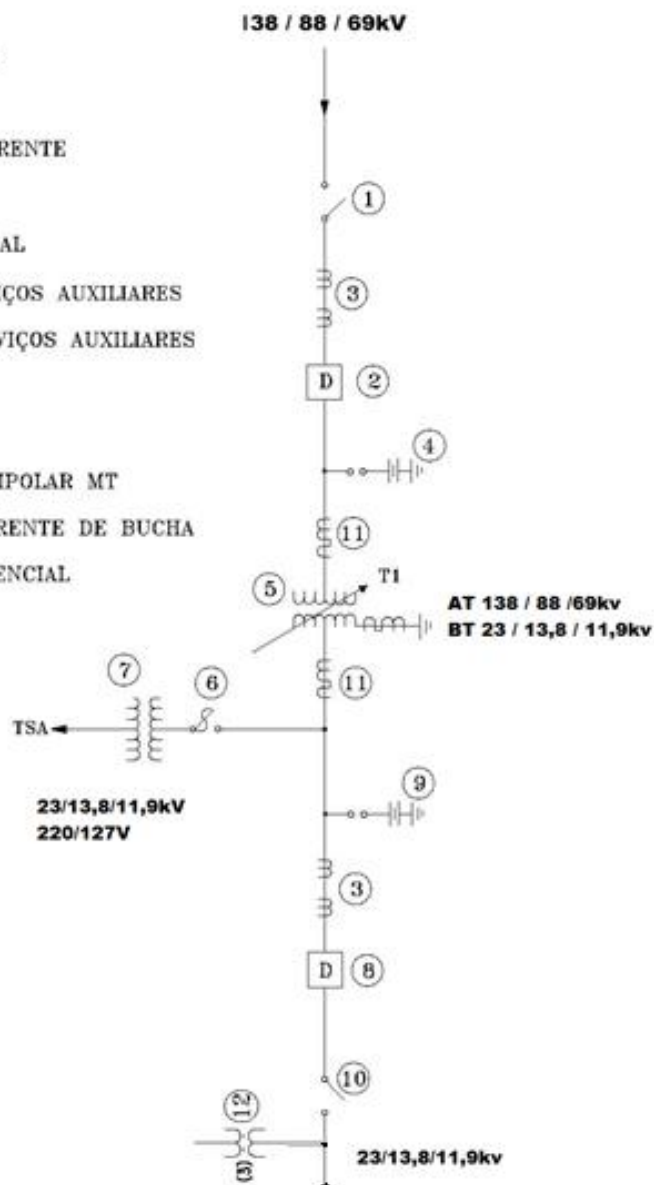 138 / 88 / 69kV
RENTE
AL
IÇOS AUXILIARES
VIÇOS AUXILIARES
IPOLAR MT
RENTE DE BUCHA
ENCIAL
1
3
D 2
4
11
5 T1
AT 138 / 88 /69kv
BT 23 / 13,8 / 11,9kv
7 6 11
TSA
23/13,8/11,9kV
220/127V
9
3
D 8
10
12
(3)
23/13,8/11,9kv